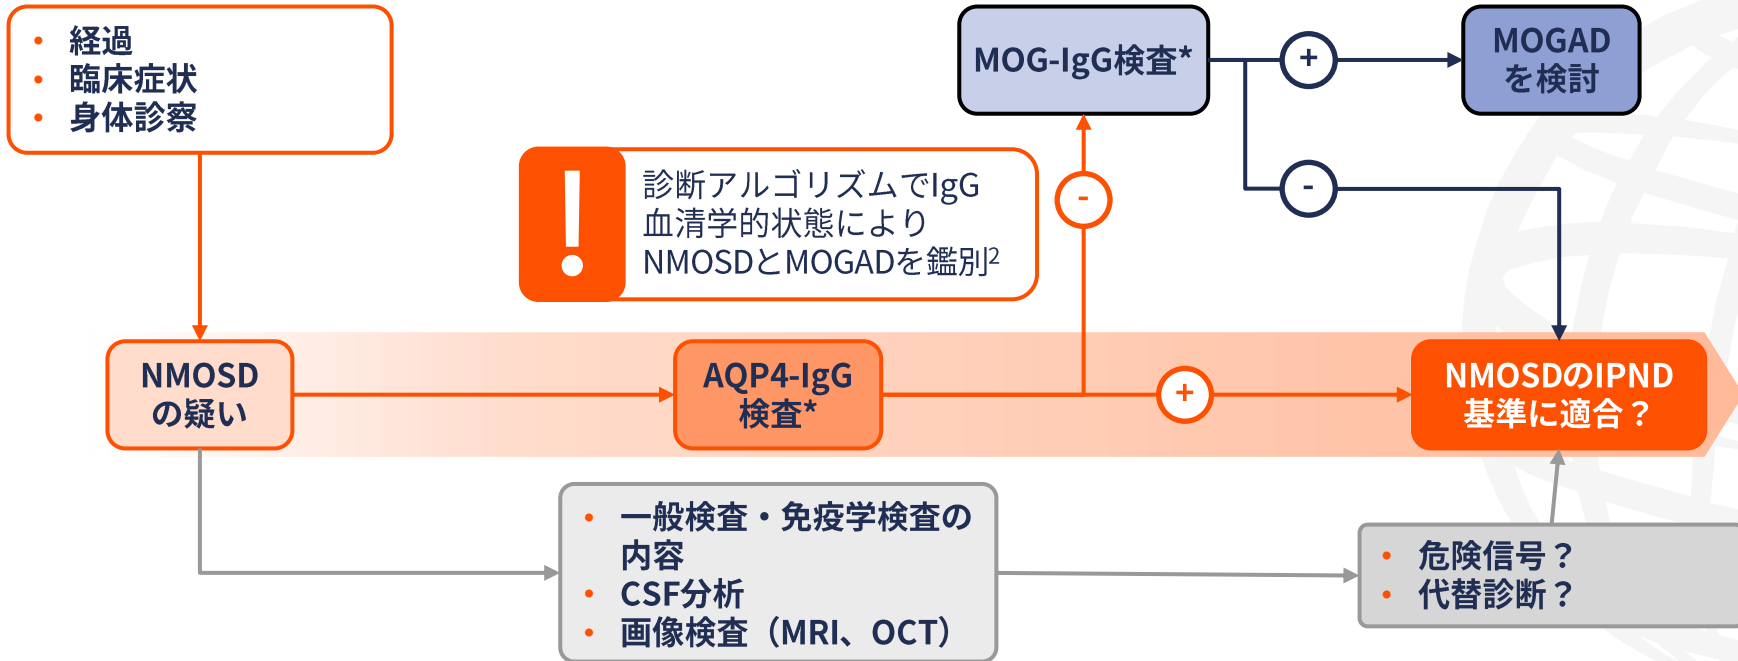 • 経過
• 臨床症状
• 身体診察
MOG-IgG検査*
+
MOGAD
を検討
-
!
診断アルゴリズムでIgG
血清学的状態により
NMOSDとMOGADを鑑別2
-
NMOSD
の疑い
AQP4-IgG
検査*
+
NMOSDのIPND
基準に適合？
• 一般検査・免疫学検査の
内容
• CSF分析
• 画像検査（MRI、OCT）
• 危険信号？
• 代替診断？